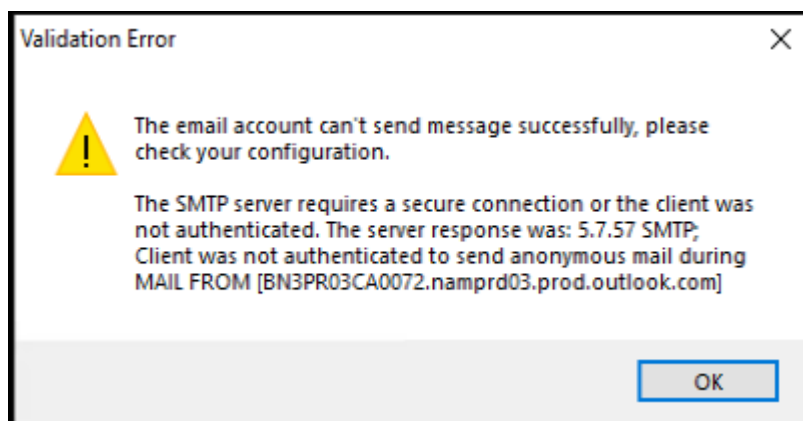 Validation Error
The email account can't send message successfully, please
check your configuration.
The SMTP server requires a secure connection or the client was
not authenticated. The server response was: 5.7.57 SMTP;
Client was not authenticated to send anonymous mail during
MAIL FROM [BN3PR03CA0072.namprd03.prod.outlook.com]
OK